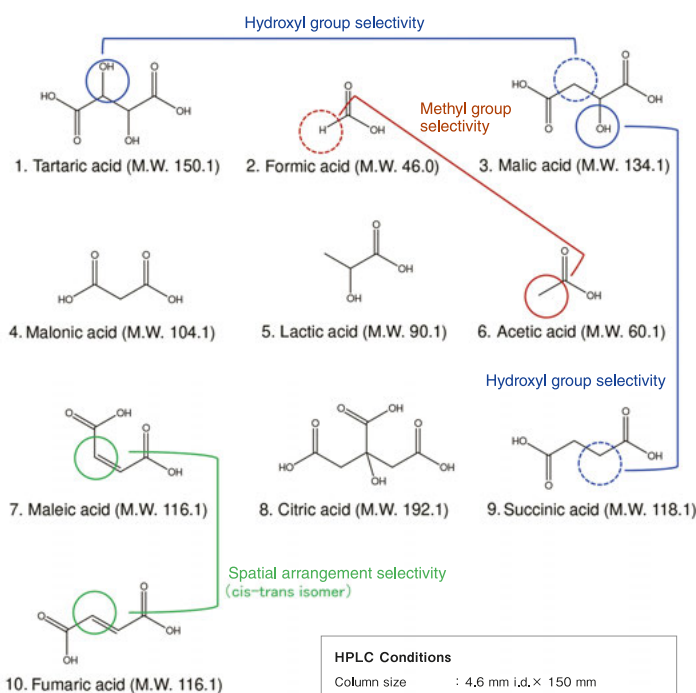 Hydroxyl group selectivity
OH
O
HO
OH
O
OH
O
H
OH
Methyl group
selectivity
O
HO
OH
O
OH
1. Tartaric acid (M.W. 150.1)
2. Formic acid (M.W. 46.0)
3. Malic acid (M.W. 134.1)
O
O
HO
OH
O
OH
OH
O
OH
4. Malonic acid (M.W. 104.1)
5. Lactic acid (M.W. 90.1)
6. Acetic acid (M.W. 60.1)
Hydroxyl group selectivity
O
OH
O
OH
O
OH
O
O
HO
OH
OH
O
HO
OH
O
7. Maleic acid (M.W. 116.1)
8. Citric acid (M.W. 192.1)
9. Succinic acid (M.W. 118.1)
Spatial arrangement selectivity
(cis-trans isomer)
O
O
OH
OH
10. Fumaric acid (M.W. 116.1)
HPLC Conditions
Column size : 4.6 mm i.d. × 150 mm